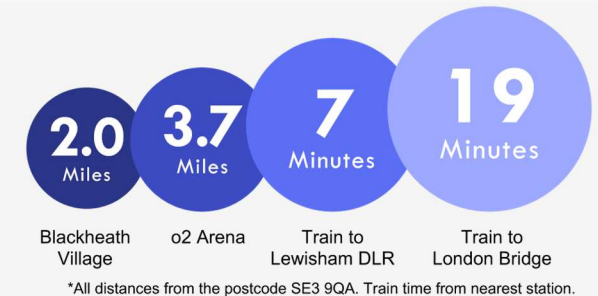 2.0
Miles
3.7
Miles
7
Minutes
19
Minutes
Blackheath
Village
o2 Arena
Train to
Lewisham DLR
Train to
London Bridge
*All distances from the postcode SE3 9QA. Train time from nearest station.